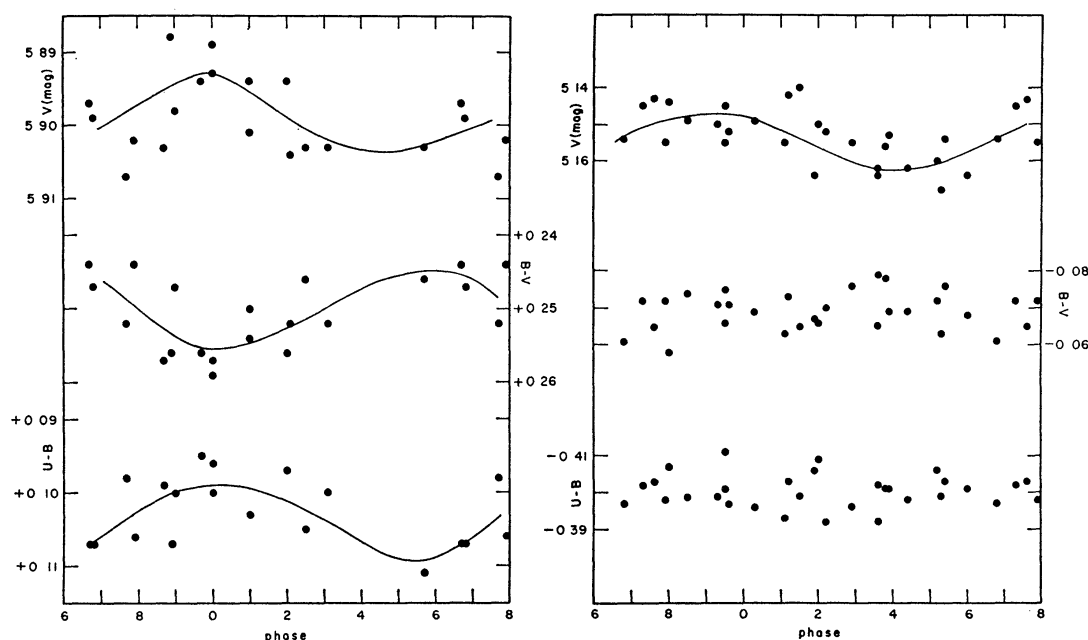 5 89
V(mag)
5 90
5 91
+0 24
B-V
+0 25
+0 26
+0 09
U-B
+0 10
+0 11
6 8 0 2 4 6 8
phase
5 14
V(mag)
5 16
-0 08
B-V
-0 06
-0 41
U-B
-0 39
6 8 0 2 4 6 8
phase